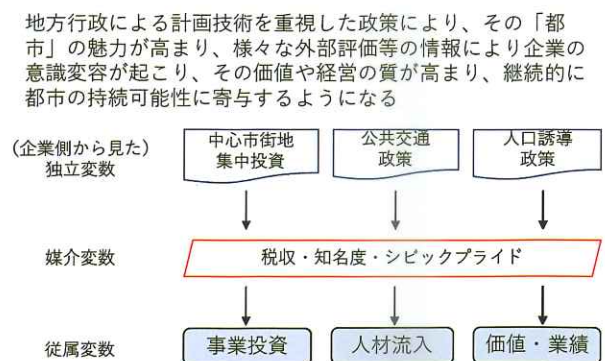 地方行政による計画技術を重視した政策により、その「都
市」の魅力が高まり、様々な外部評価等の情報により企業の
意識変容が起こり、その価値や経営の質が高まり、継続的に
都市の持続可能性に寄与するようになる
(企業側から見た)
独立変数
中心市街地
集中投資
公共交通
政策
人口誘導
政策
媒介変数
税収・知名度・シビックプライド
従属変数
事業投資
人材流入
価値・業績